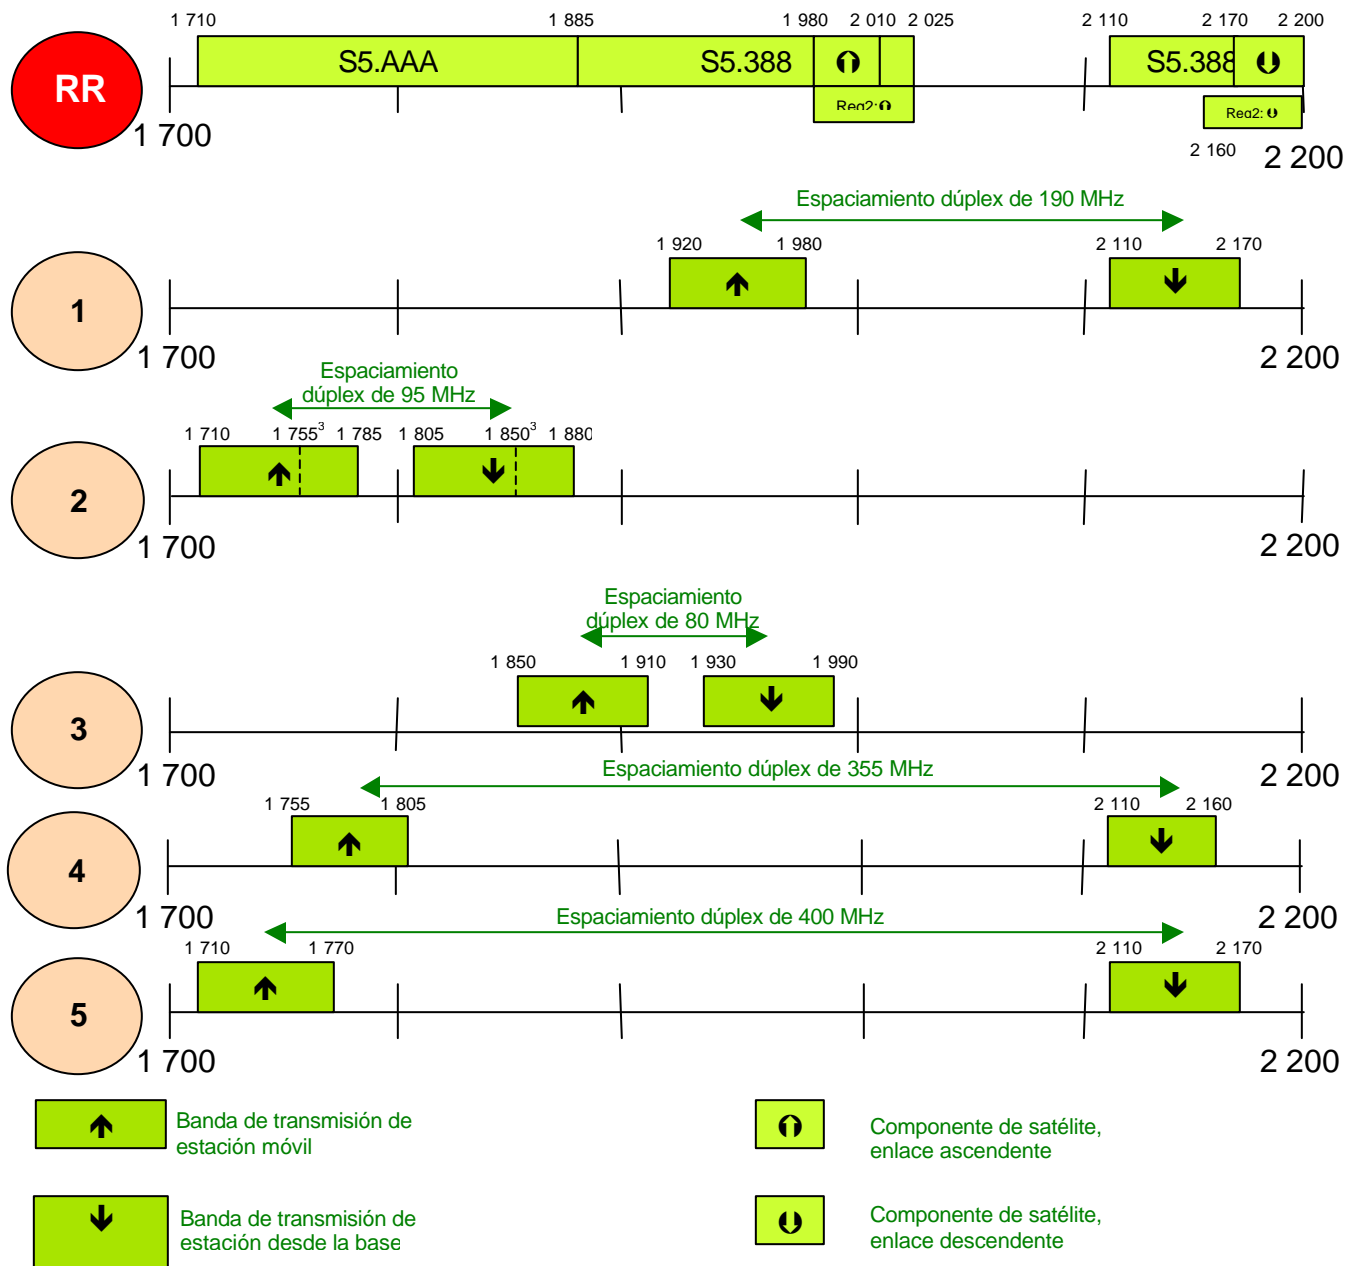 1 710 1 885 1 980 2 010 2 025 2 110 2 170 2 200
RR S5.AAA S5.388 S5.388
Reg2: Reg2:
1 700 2 160 2 200
Espaciamiento dúplex de 190 MHz
1 920 1 980 2 110 2 170
1
1 700 2 200
Espaciamiento
dúplex de 95 MHz
1 710 1 755³ 1 785 1 805 1 850³ 1 880
2
1 700 2 200
Espaciamiento
dúplex de 80 MHz
1 850 1 910 1 930 1 990
3
1 700 2 200
Espaciamiento dúplex de 355 MHz
1 755 1 805 2 110 2 160
4
1 700 2 200
Espaciamiento dúplex de 400 MHz
1 710 1 770 2 110 2 170
5
1 700 2 200
Banda de transmisión de
estación móvil
Componente de satélite,
enlace ascendente
Banda de transmisión de
estación desde la base
Componente de satélite,
enlace descendente